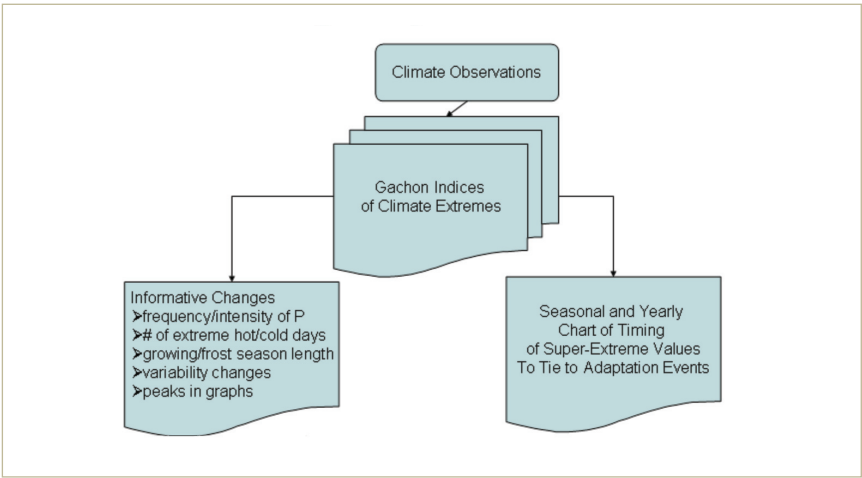 Climate Observations
Gachon Indices
of Climate Extremes
Informative Changes
➢frequency/intensity of P
➢# of extreme hot/cold days
➢growing/frost season length
➢variability changes
➢peaks in graphs
Seasonal and Yearly
Chart of Timing
of Super-Extreme Values
To Tie to Adaptation Events